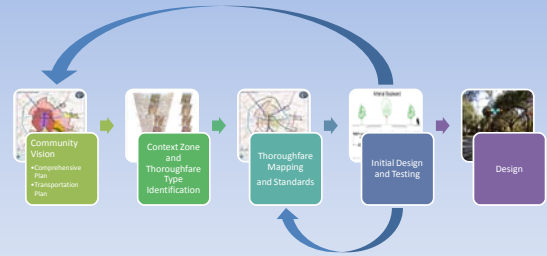 Community
Vision
•Comprehensive
Plan
•Transportation
Plan
Context Zone
and
Thoroughfare
Type
Identification
Thoroughfare
Mapping
and Standards
Initial Design
and Testing
Design